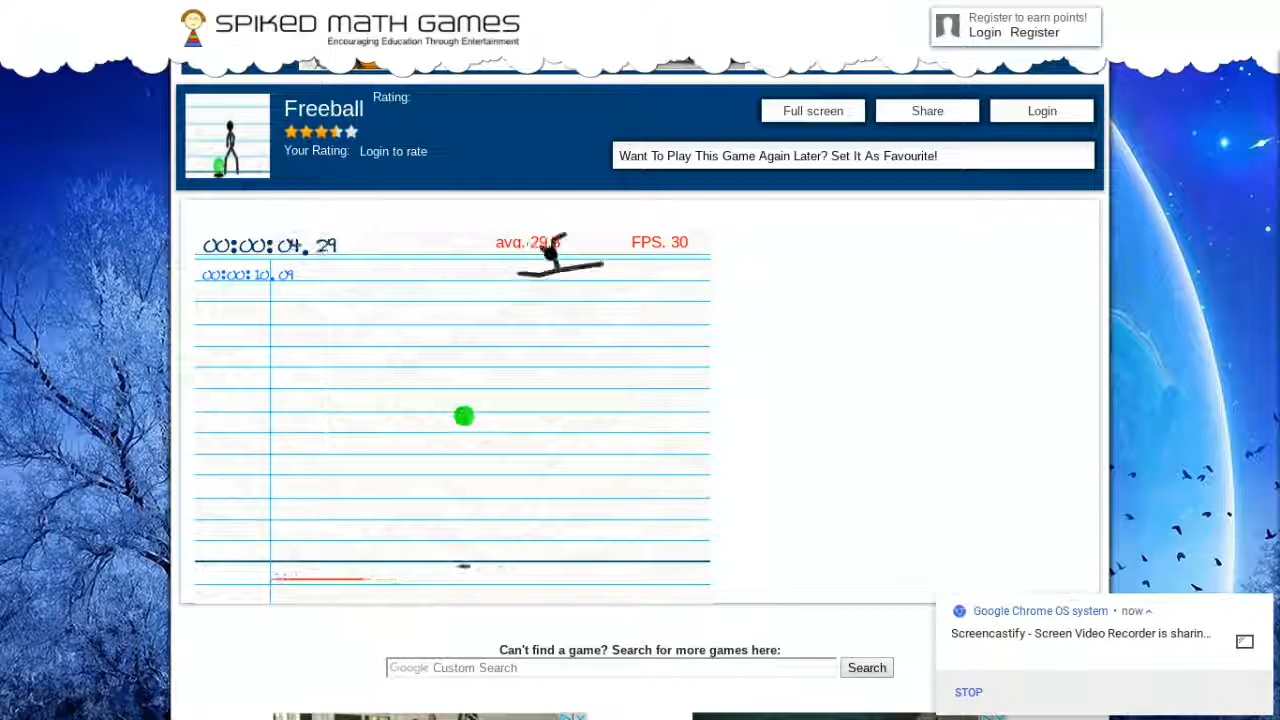 SPIKED MATH GAMES
Encouraging Education Through Entertainment
Register to earn points!
Login Register
Freeball
Rating:
Full screen
Share
Login
Your Rating: Login to rate
Want To Play This Game Again Later? Set It As Favourite!
00:00:04.29
avg. 29.
FPS. 30
00:00:10.09
Google Chrome OS system • now
Screencastify - Screen Video Recorder is sharin...
STOP
Can't find a game? Search for more games here:
Google Custom Search
Search